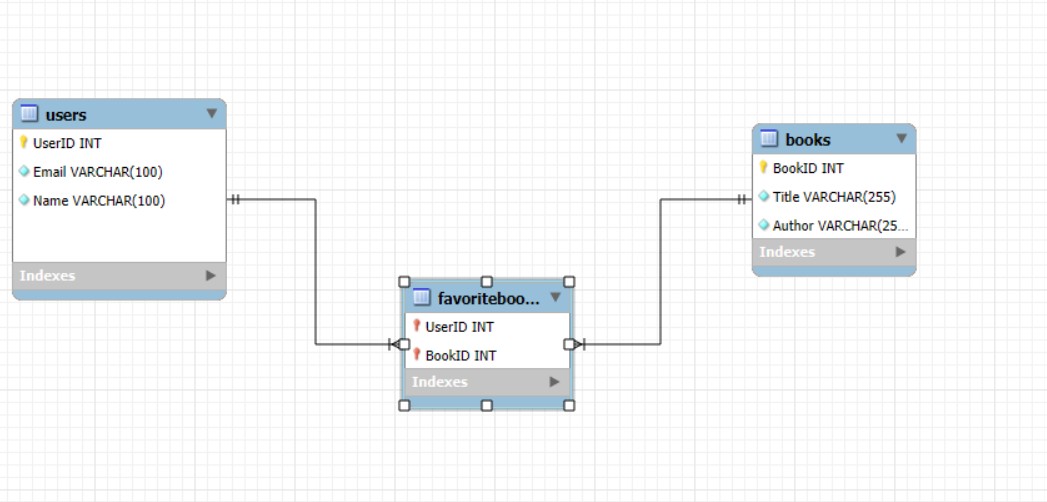 users
UserID INT
Email VARCHAR(100)
Name VARCHAR(100)
Indexes
books
BookID INT
Title VARCHAR(255)
Author VARCHAR(25...
Indexes
favoriteboo...
UserID INT
BookID INT
Indexes